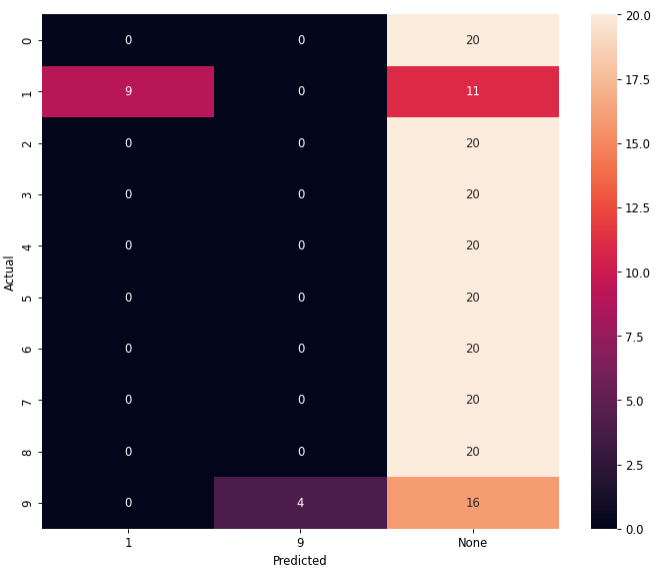 0 0 0 20 20.0
1 9 0 11 17.5
2 0 0 20 15.0
3 0 0 20 12.5
4 0 0 20
Actual
5 0 0 20 10.0
6 0 0 20 7.5
7 0 0 20 5.0
8 0 0 20 2.5
9 0 4 16 0.0
1 9 None
Predicted